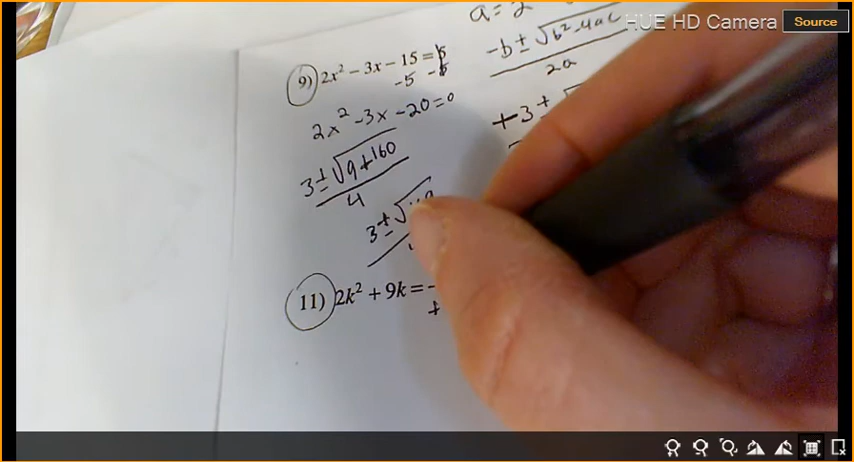 HUE HD Camera
Source
a = 2
-b ± √b² - 4ac
2a
9) 2x² − 3x − 15 = 5
-5 -5
2x² - 3x - 20 = 0
+3 ± √
3 ± √9 + 160
4
3 ± √
11) 2k² + 9k = −
+